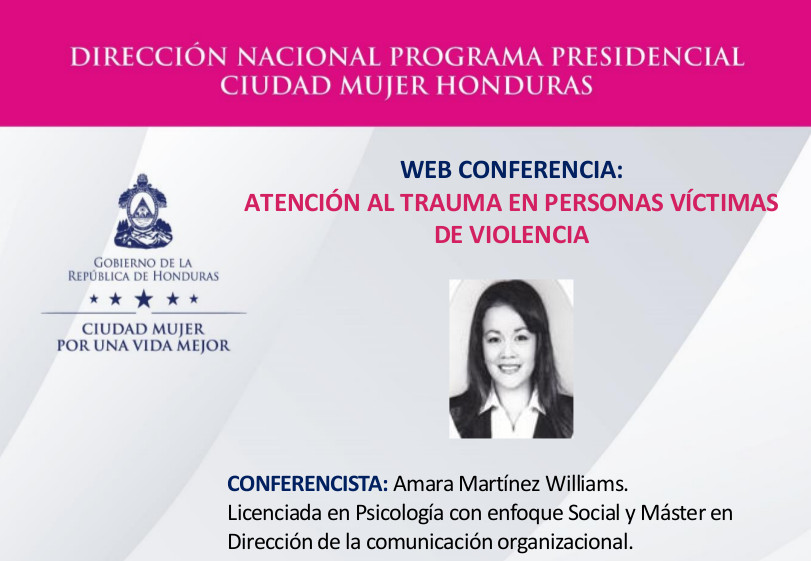 DIRECCIÓN NACIONAL PROGRAMA PRESIDENCIAL
CIUDAD MUJER HONDURAS
WEB CONFERENCIA:
ATENCIÓN AL TRAUMA EN PERSONAS VÍCTIMAS
DE VIOLENCIA
GOBIERNO DE LA
REPÚBLICA DE HONDURAS
CIUDAD MUJER
POR UNA VIDA MEJOR
CONFERENCISTA: Amara Martínez Williams.
Licenciada en Psicología con enfoque Social y Máster en
Dirección de la comunicación organizacional.